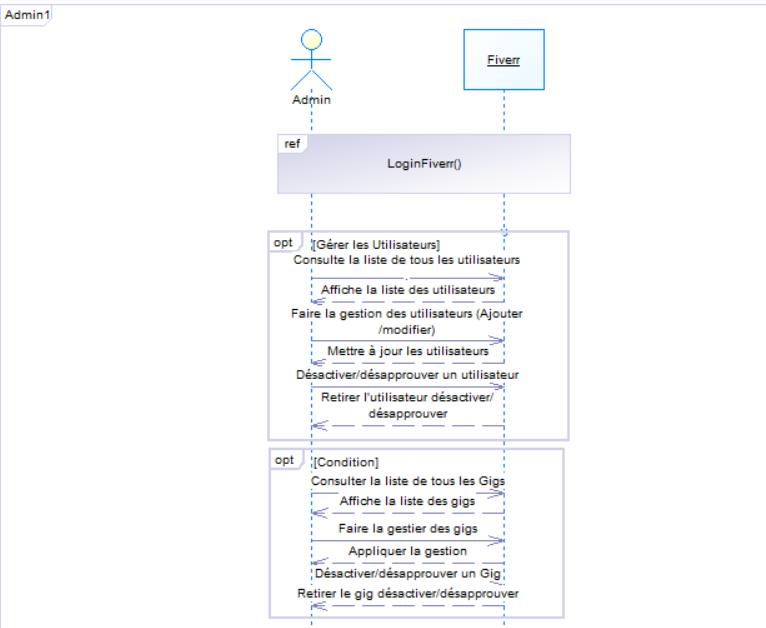 Admin1
Fiverr
Admin
ref
LoginFiverr()
opt
[Gérer les Utilisateurs]
Consulte la liste de tous les utilisateurs
Affiche la liste des utilisateurs
Faire la gestion des utilisateurs (Ajouter
/modifier)
Mettre à jour les utilisateurs
Désactiver/désapprouver un utilisateur
Retirer l'utilisateur désactiver/
désapprouver
opt
[Condition]
Consulter la liste de tous les Gigs
Affiche la liste des gigs
Faire la gestier des gigs
Appliquer la gestion
Désactiver/désapprouver un Gig
Retirer le gig désactiver/désapprouver